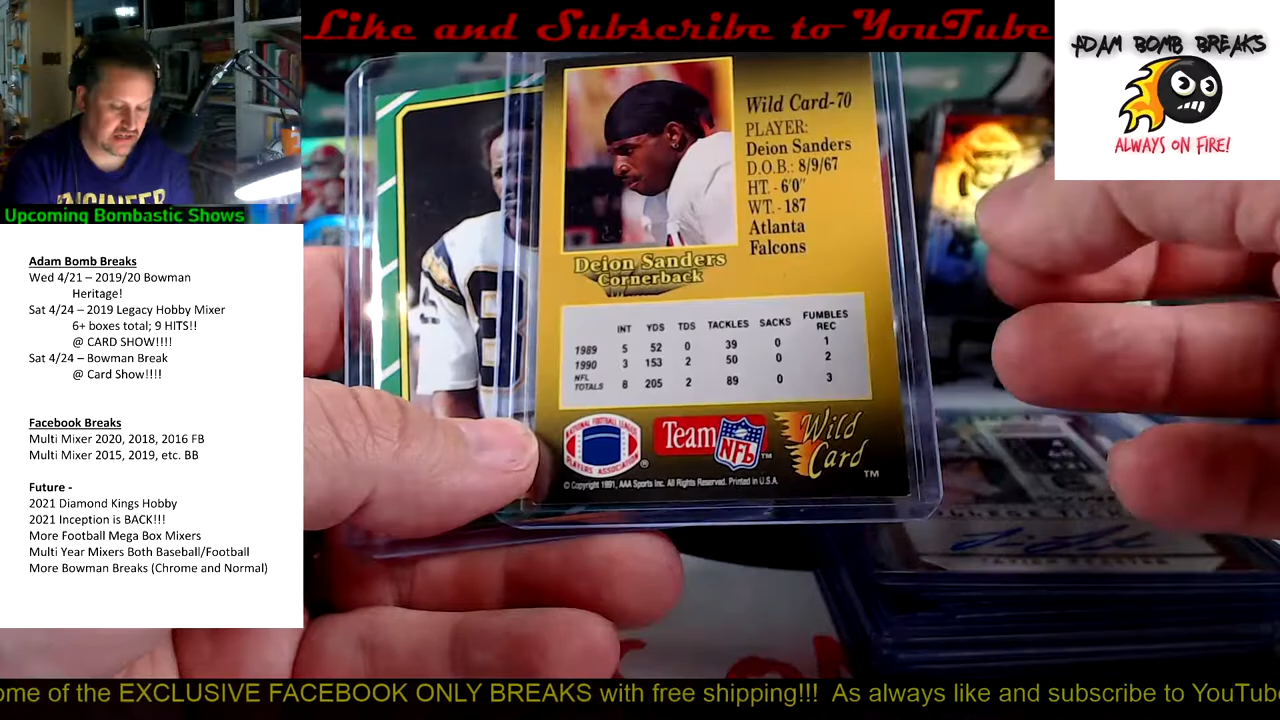 Like and Subscribe to YouTube
ADAM BOMB BREAKS
ALWAYS ON FIRE!
Upcoming Bombastic Shows
Adam Bomb Breaks
Wed 4/21 – 2019/20 Bowman
Heritage!
Sat 4/24 – 2019 Legacy Hobby Mixer
6+ boxes total; 9 HITS!!
@ CARD SHOW!!!!
Sat 4/24 – Bowman Break
@ Card Show!!!!
Facebook Breaks
Multi Mixer 2020, 2018, 2016 FB
Multi Mixer 2015, 2019, etc. BB
Future -
2021 Diamond Kings Hobby
2021 Inception is BACK!!!
More Football Mega Box Mixers
Multi Year Mixers Both Baseball/Football
More Bowman Breaks (Chrome and Normal)
Wild Card-70
PLAYER:
Deion Sanders
D.O.B.: 8/9/67
HT. - 6'0"
WT. - 187
Atlanta
Falcons
Deion Sanders
Cornerback
INT YDS TDS TACKLES SACKS FUMBLES REC
1989 5 52 0 39 0 1
1990 3 153 2 50 0 2
NFL TOTALS 8 205 2 89 0 3
NATIONAL FOOTBALL LEAGUE
PLAYERS ASSOCIATION ®
Team NFL ™
Wild Card ™
© Copyright 1991, AAA Sports Inc. All Rights Reserved. Printed in U.S.A.
ome of the EXCLUSIVE FACEBOOK ONLY BREAKS with free shipping!!! As always like and subscribe to YouTube